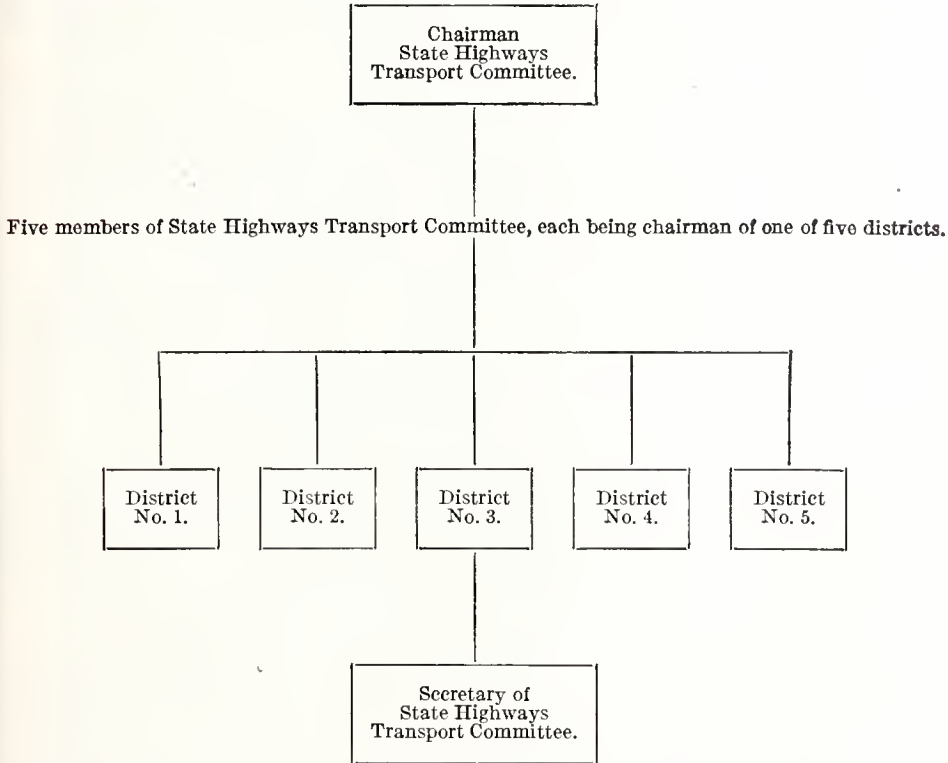 Chairman
State Highways
Transport Committee.
Five members of State Highways Transport Committee, each being chairman of one of five districts.
District
No. 1.
District
No. 2.
District
No. 3.
District
No. 4.
District
No. 5.
Secretary of
State Highways
Transport Committee.